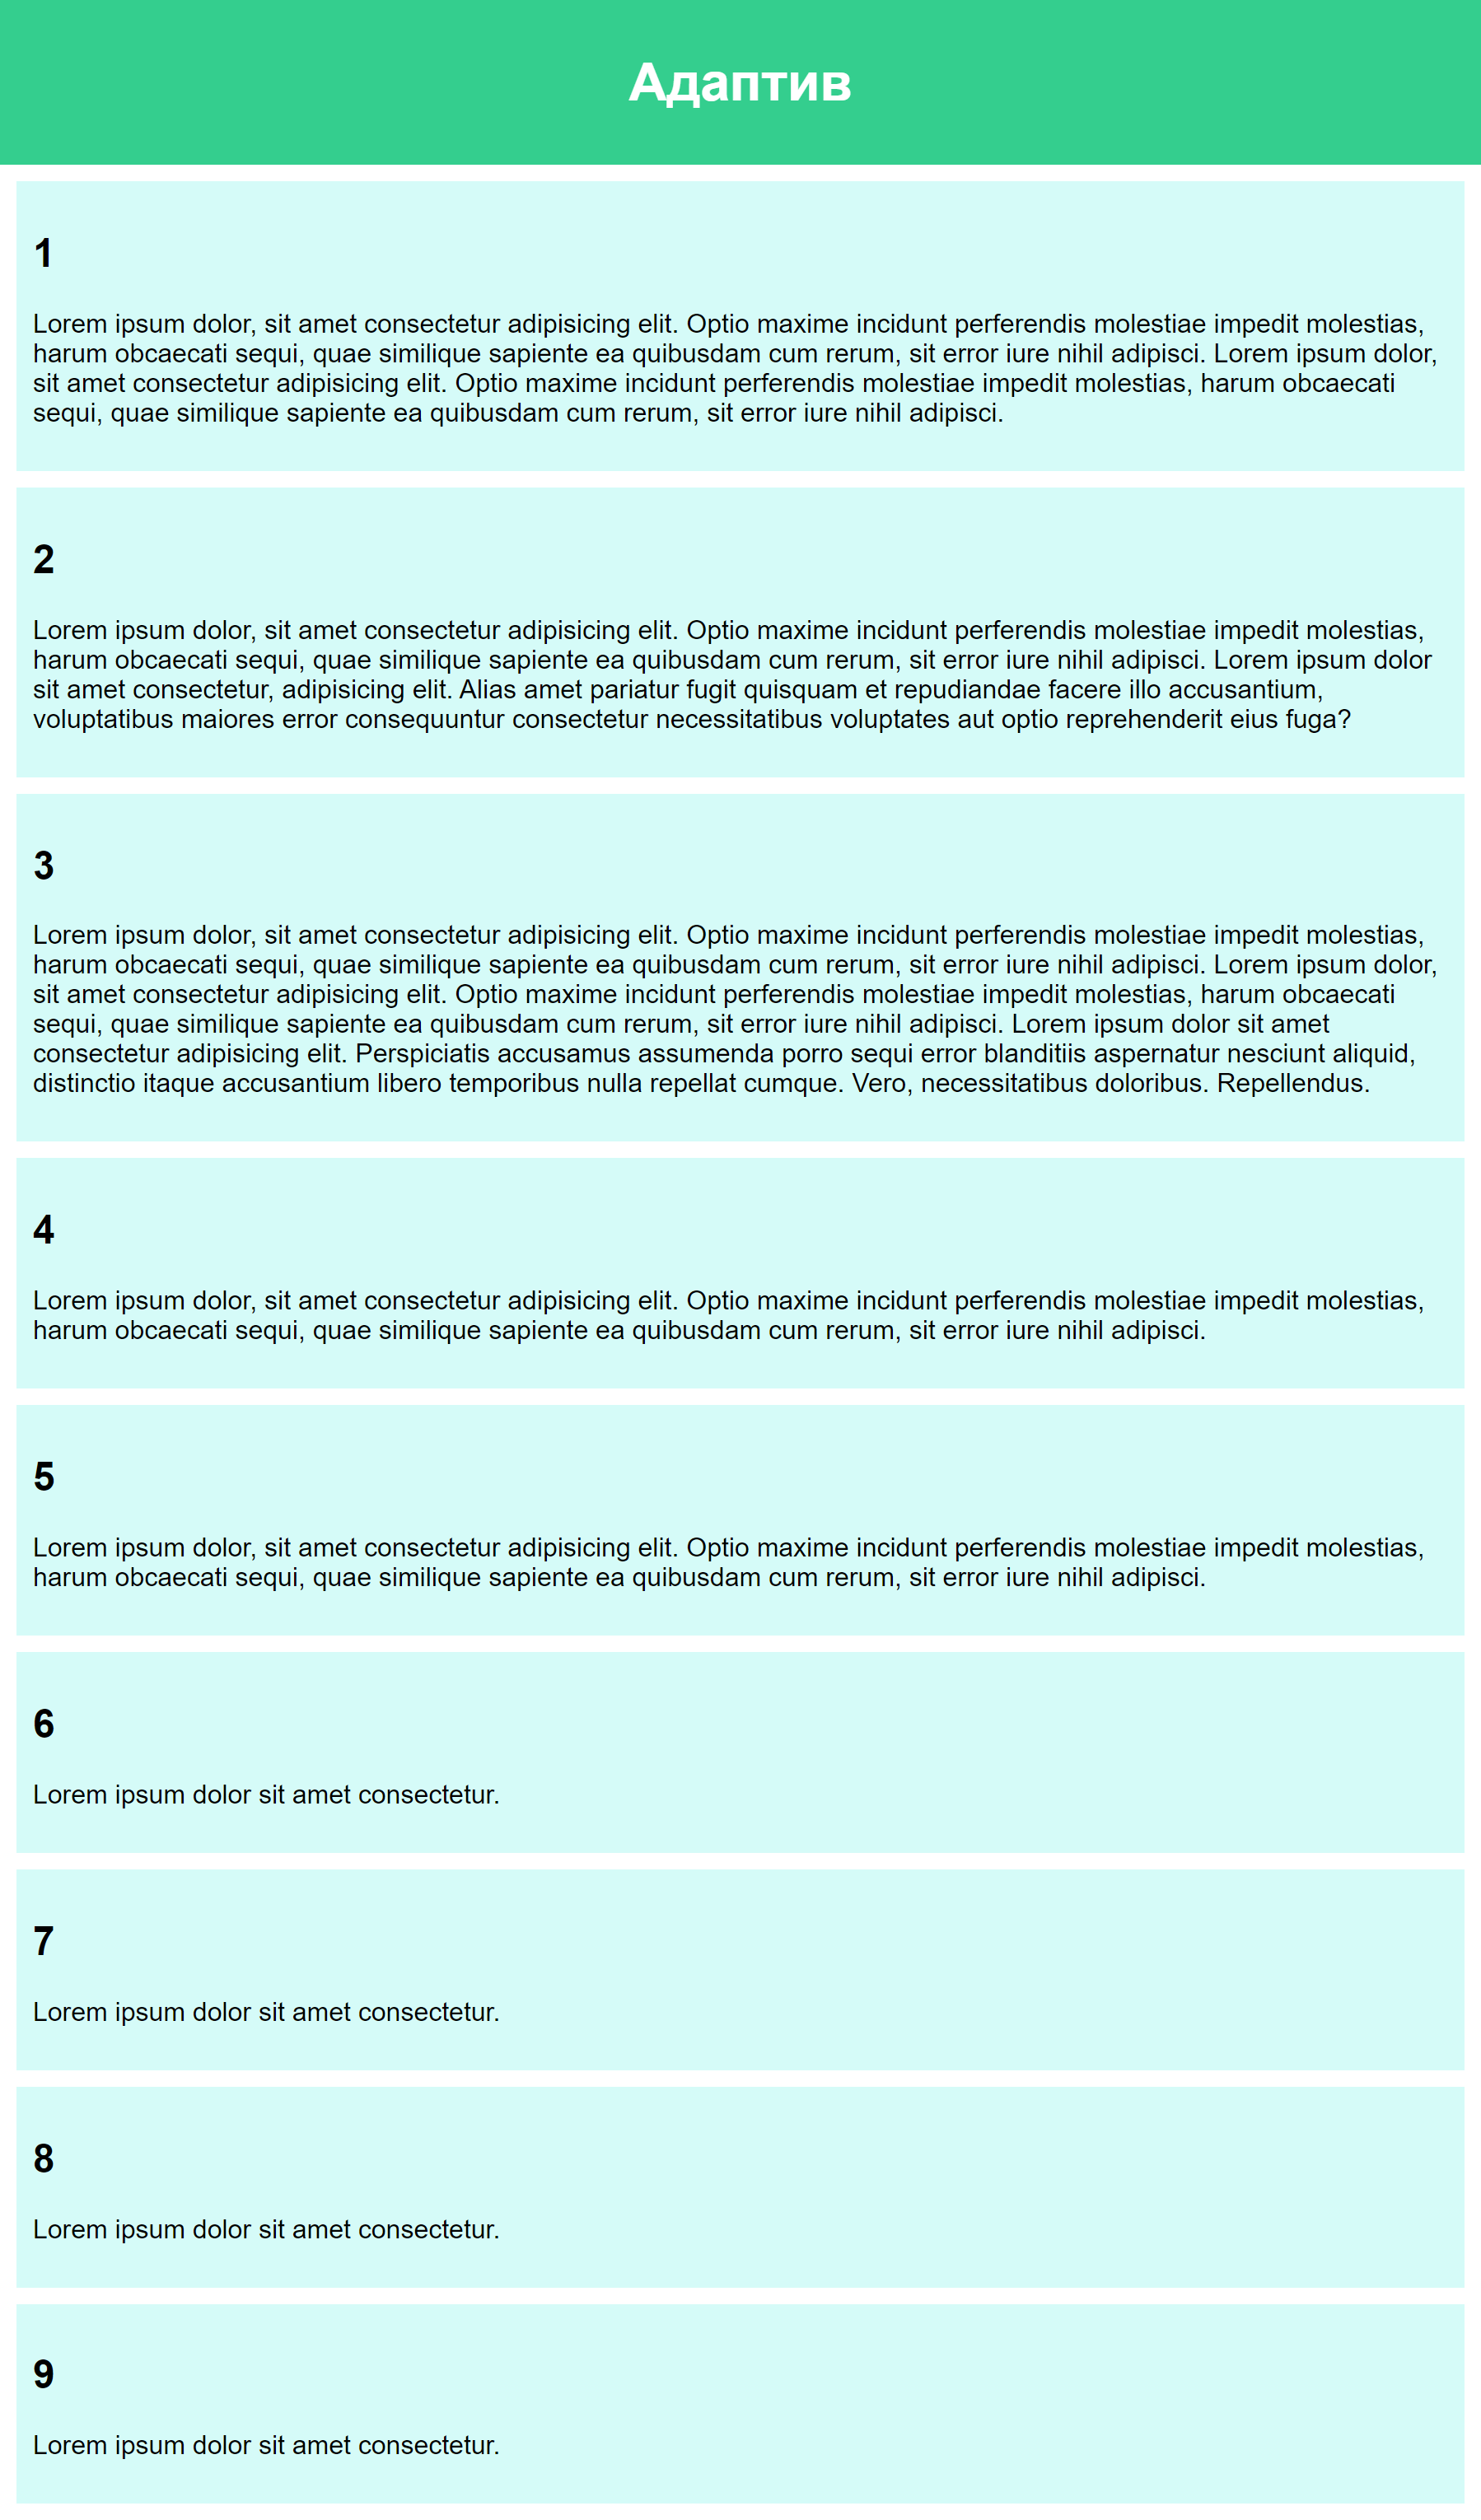 Адаптив
1
Lorem ipsum dolor, sit amet consectetur adipisicing elit. Optio maxime incidunt perferendis molestiae impedit molestias,
harum obcaecati sequi, quae similique sapiente ea quibusdam cum rerum, sit error iure nihil adipisci. Lorem ipsum dolor,
sit amet consectetur adipisicing elit. Optio maxime incidunt perferendis molestiae impedit molestias, harum obcaecati
sequi, quae similique sapiente ea quibusdam cum rerum, sit error iure nihil adipisci.
2
Lorem ipsum dolor, sit amet consectetur adipisicing elit. Optio maxime incidunt perferendis molestiae impedit molestias,
harum obcaecati sequi, quae similique sapiente ea quibusdam cum rerum, sit error iure nihil adipisci. Lorem ipsum dolor
sit amet consectetur, adipisicing elit. Alias amet pariatur fugit quisquam et repudiandae facere illo accusantium,
voluptatibus maiores error consequuntur consectetur necessitatibus voluptates aut optio reprehenderit eius fuga?
3
Lorem ipsum dolor, sit amet consectetur adipisicing elit. Optio maxime incidunt perferendis molestiae impedit molestias,
harum obcaecati sequi, quae similique sapiente ea quibusdam cum rerum, sit error iure nihil adipisci. Lorem ipsum dolor,
sit amet consectetur adipisicing elit. Optio maxime incidunt perferendis molestiae impedit molestias, harum obcaecati
sequi, quae similique sapiente ea quibusdam cum rerum, sit error iure nihil adipisci. Lorem ipsum dolor sit amet
consectetur adipisicing elit. Perspiciatis accusamus assumenda porro sequi error blanditiis aspernatur nesciunt aliquid,
distinctio itaque accusantium libero temporibus nulla repellat cumque. Vero, necessitatibus doloribus. Repellendus.
4
Lorem ipsum dolor, sit amet consectetur adipisicing elit. Optio maxime incidunt perferendis molestiae impedit molestias,
harum obcaecati sequi, quae similique sapiente ea quibusdam cum rerum, sit error iure nihil adipisci.
5
Lorem ipsum dolor, sit amet consectetur adipisicing elit. Optio maxime incidunt perferendis molestiae impedit molestias,
harum obcaecati sequi, quae similique sapiente ea quibusdam cum rerum, sit error iure nihil adipisci.
6
Lorem ipsum dolor sit amet consectetur.
7
Lorem ipsum dolor sit amet consectetur.
8
Lorem ipsum dolor sit amet consectetur.
9
Lorem ipsum dolor sit amet consectetur.